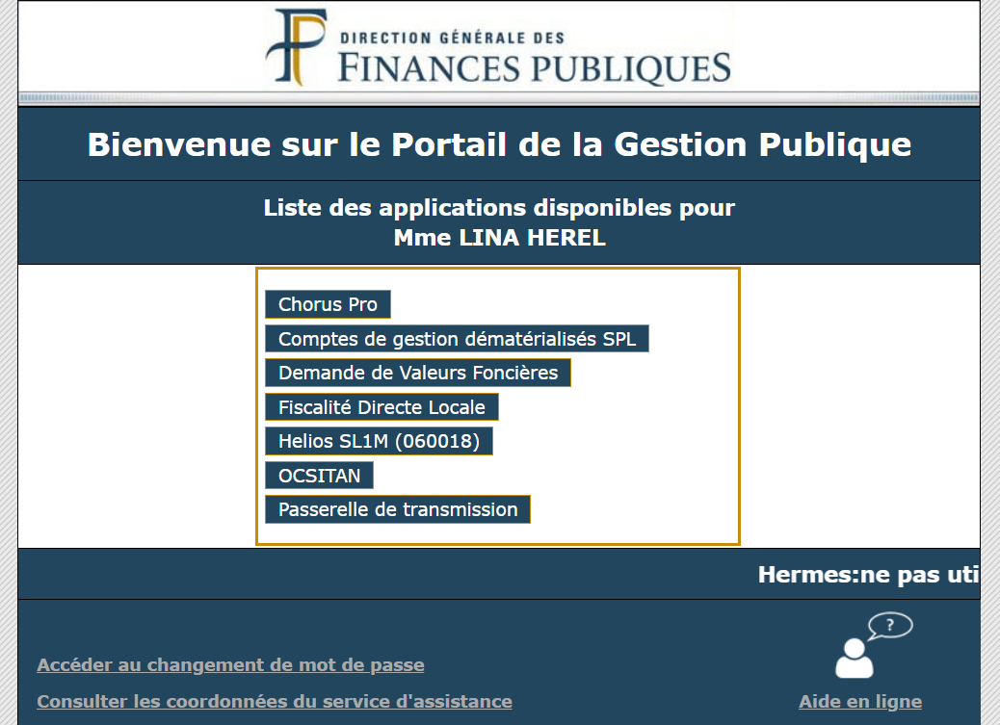 DIRECTION GÉNÉRALE DES
FINANCES PUBLIQUES
Bienvenue sur le Portail de la Gestion Publique
Liste des applications disponibles pour
Mme LINA HEREL
Chorus Pro
Comptes de gestion dématérialisés SPL
Demande de Valeurs Foncières
Fiscalité Directe Locale
Helios SL1M (060018)
OCSITAN
Passerelle de transmission
Hermes:ne pas uti
?
Accéder au changement de mot de passe
Consulter les coordonnées du service d'assistance
Aide en ligne